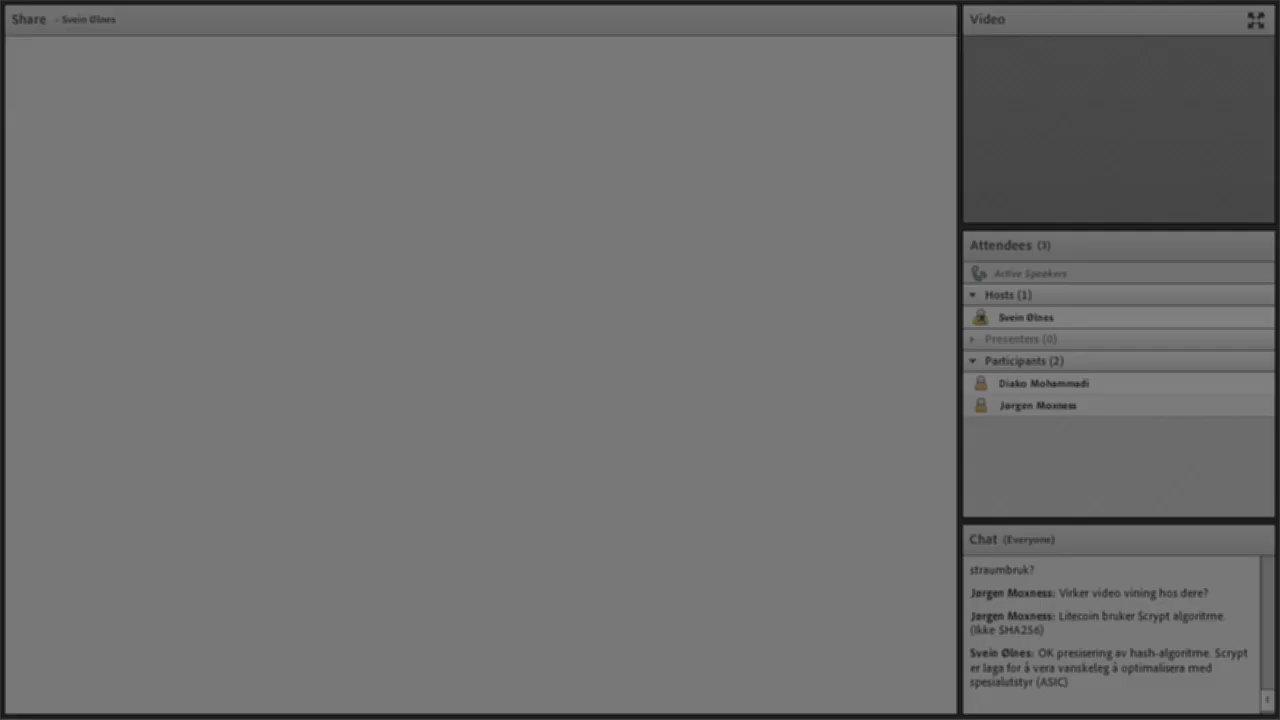 Share - Svein Ølnes
Video
Attendees (3)
Active Speakers
Hosts (1)
Svein Ølnes
Presenters (0)
Participants (2)
Diako Mohammadi
Jørgen Moxness
Chat (Everyone)
straumbruk?
Jørgen Moxness: Virker video vining hos dere?
Jørgen Moxness: Litecoin bruker Scrypt algoritme.
(Ikke SHA256)
Svein Ølnes: OK presisering av hash-algoritme. Scrypt
er laga for å vera vanskeleg å optimalisera med
spesialutstyr (ASIC)